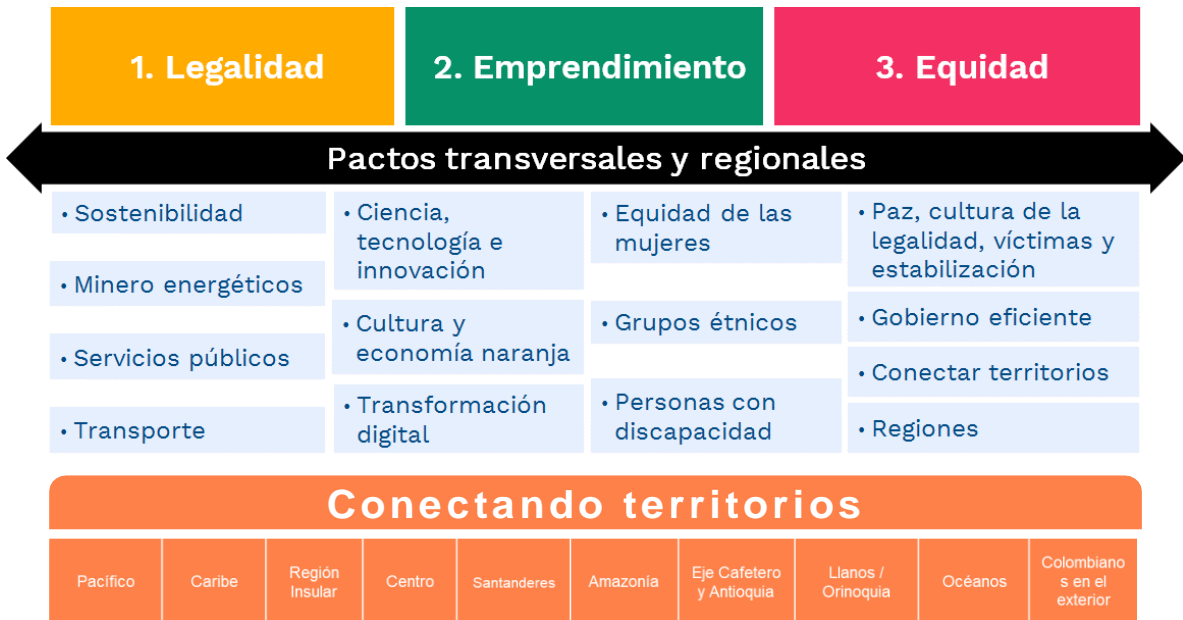 1. Legalidad
2. Emprendimiento
3. Equidad
Pactos transversales y regionales
• Sostenibilidad
• Minero energéticos
• Servicios públicos
• Transporte
• Ciencia,
tecnología e
innovación
• Cultura y
economía naranja
• Transformación
digital
• Equidad de las
mujeres
• Grupos étnicos
• Personas con
discapacidad
• Paz, cultura de la
legalidad, víctimas y
estabilización
• Gobierno eficiente
• Conectar territorios
• Regiones
Conectando territorios
Pacífico
Caribe
Región
Insular
Centro
Santanderes
Amazonía
Eje Cafetero
y Antioquia
Llanos /
Orinoquia
Océanos
Colombiano
s en el
exterior